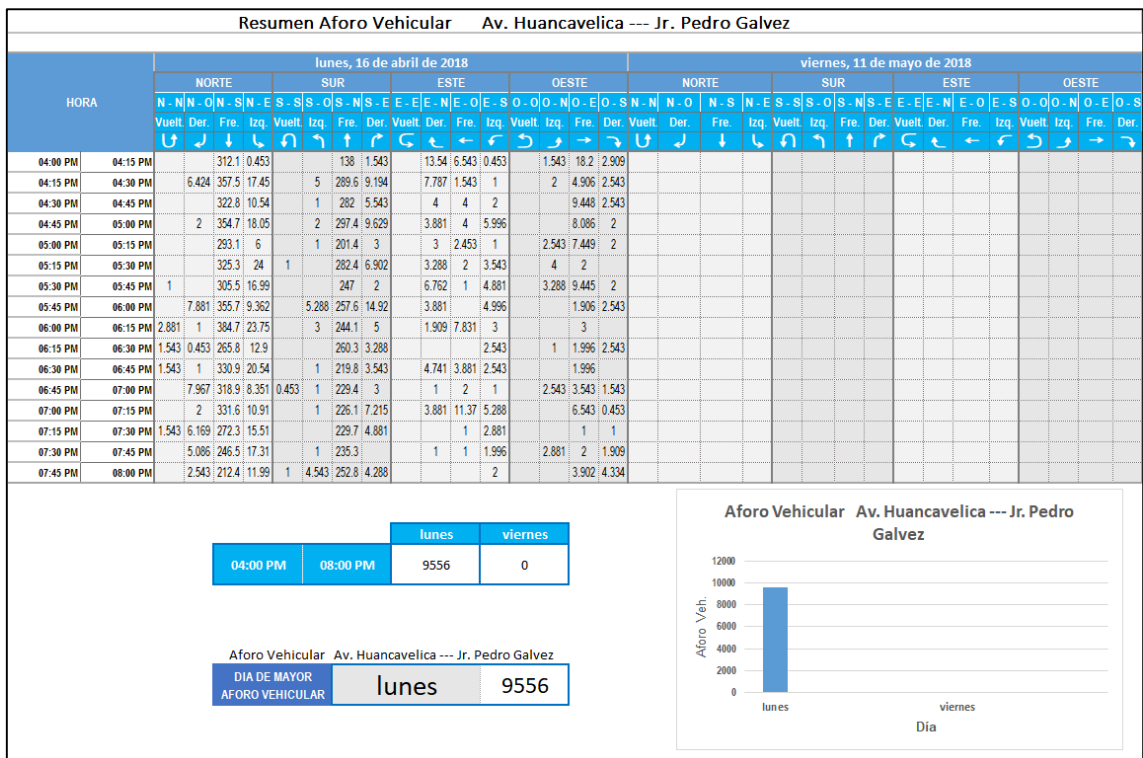 Resumen Aforo Vehicular Av. Huancavelica --- Jr. Pedro Galvez
lunes, 16 de abril de 2018 viernes, 11 de mayo de 2018
HORA NORTE SUR ESTE OESTE NORTE SUR ESTE OESTE
N - N N - O N - S N - E S - S S - O S - N S - E E - E E - N E - O E - S O - O O - N O - E O - S N - N N - O N - S N - E S - S S - O S - N S - E E - E E - N E - O E - S O - O O - N O - E O - S
Vuelt. Der. Fre. Izq. Vuelt. Izq. Fre. Der. Vuelt. Der. Fre. Izq. Vuelt. Izq. Fre. Der. Vuelt. Der. Fre. Izq. Vuelt. Izq. Fre. Der. Vuelt. Der. Fre. Izq. Vuelt. Izq. Fre. Der.
04:00 PM 04:15 PM 312.1 0.453 138 1.543 13.54 6.543 0.453 1.543 18.2 2.909
04:15 PM 04:30 PM 6.424 357.5 17.45 5 289.6 9.194 7.787 1.543 1 2 4.906 2.543
04:30 PM 04:45 PM 322.8 10.54 1 282 5.543 4 4 2 9.448 2.543
04:45 PM 05:00 PM 2 354.7 18.05 2 297.4 9.629 3.881 4 5.996 8.086 2
05:00 PM 05:15 PM 293.1 6 1 201.4 3 3 2.453 1 2.543 7.449 2
05:15 PM 05:30 PM 325.3 24 1 282.4 6.902 3.288 2 3.543 4 2
05:30 PM 05:45 PM 1 305.5 16.99 247 2 6.762 1 4.881 3.288 9.445 2
05:45 PM 06:00 PM 7.881 355.7 9.362 5.288 257.6 14.92 3.881 4.996 1.906 2.543
06:00 PM 06:15 PM 2.881 1 384.7 23.75 3 244.1 5 1.909 7.831 3 3
06:15 PM 06:30 PM 1.543 0.453 265.8 12.9 260.3 3.288 2.543 1 1.996 2.543
06:30 PM 06:45 PM 1.543 1 330.9 20.54 1 219.8 3.543 4.741 3.881 2.543 1.996
06:45 PM 07:00 PM 7.967 318.9 8.351 0.453 1 229.4 3 1 2 1 2.543 3.543 1.543
07:00 PM 07:15 PM 2 331.6 10.91 1 226.1 7.215 3.881 11.37 5.288 6.543 0.453
07:15 PM 07:30 PM 1.543 6.169 272.3 15.51 229.7 4.881 1 2.881 1 1
07:30 PM 07:45 PM 5.086 246.5 17.31 1 235.3 1 1 1.996 2.881 2 1.909
07:45 PM 08:00 PM 2.543 212.4 11.99 1 4.543 252.8 4.288 2 3.902 4.334
lunes viernes
04:00 PM 08:00 PM 9556 0
Aforo Vehicular Av. Huancavelica --- Jr. Pedro Galvez
DIA DE MAYOR
AFORO VEHICULAR
lunes 9556
Aforo Vehicular Av. Huancavelica --- Jr. Pedro
Galvez
Aforo Veh.
12000
10000
8000
6000
4000
2000
0
lunes viernes
Día